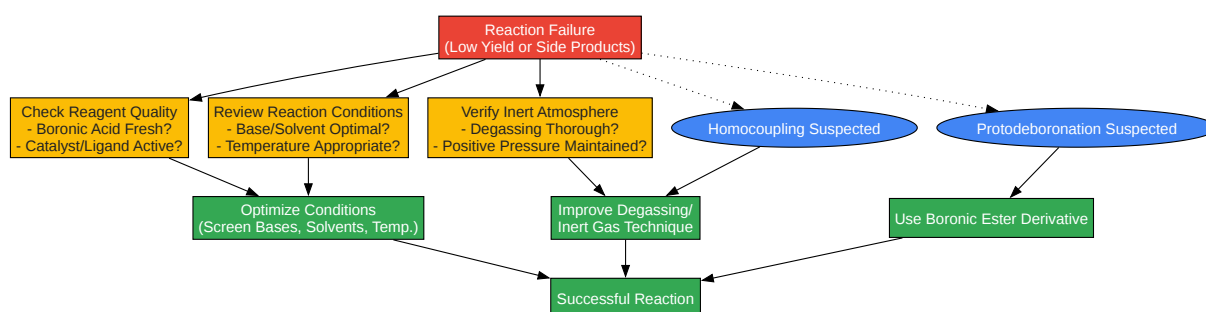 Reaction Failure
(Low Yield or Side Products)
Check Reagent Quality
- Boronic Acid Fresh?
- Catalyst/Ligand Active?
Review Reaction Conditions
- Base/Solvent Optimal?
- Temperature Appropriate?
Verify Inert Atmosphere
- Degassing Thorough?
- Positive Pressure Maintained?
Homocoupling Suspected
Protodeboronation Suspected
Optimize Conditions
(Screen Bases, Solvents, Temp.)
Improve Degassing/
Inert Gas Technique
Use Boronic Ester Derivative
Successful Reaction